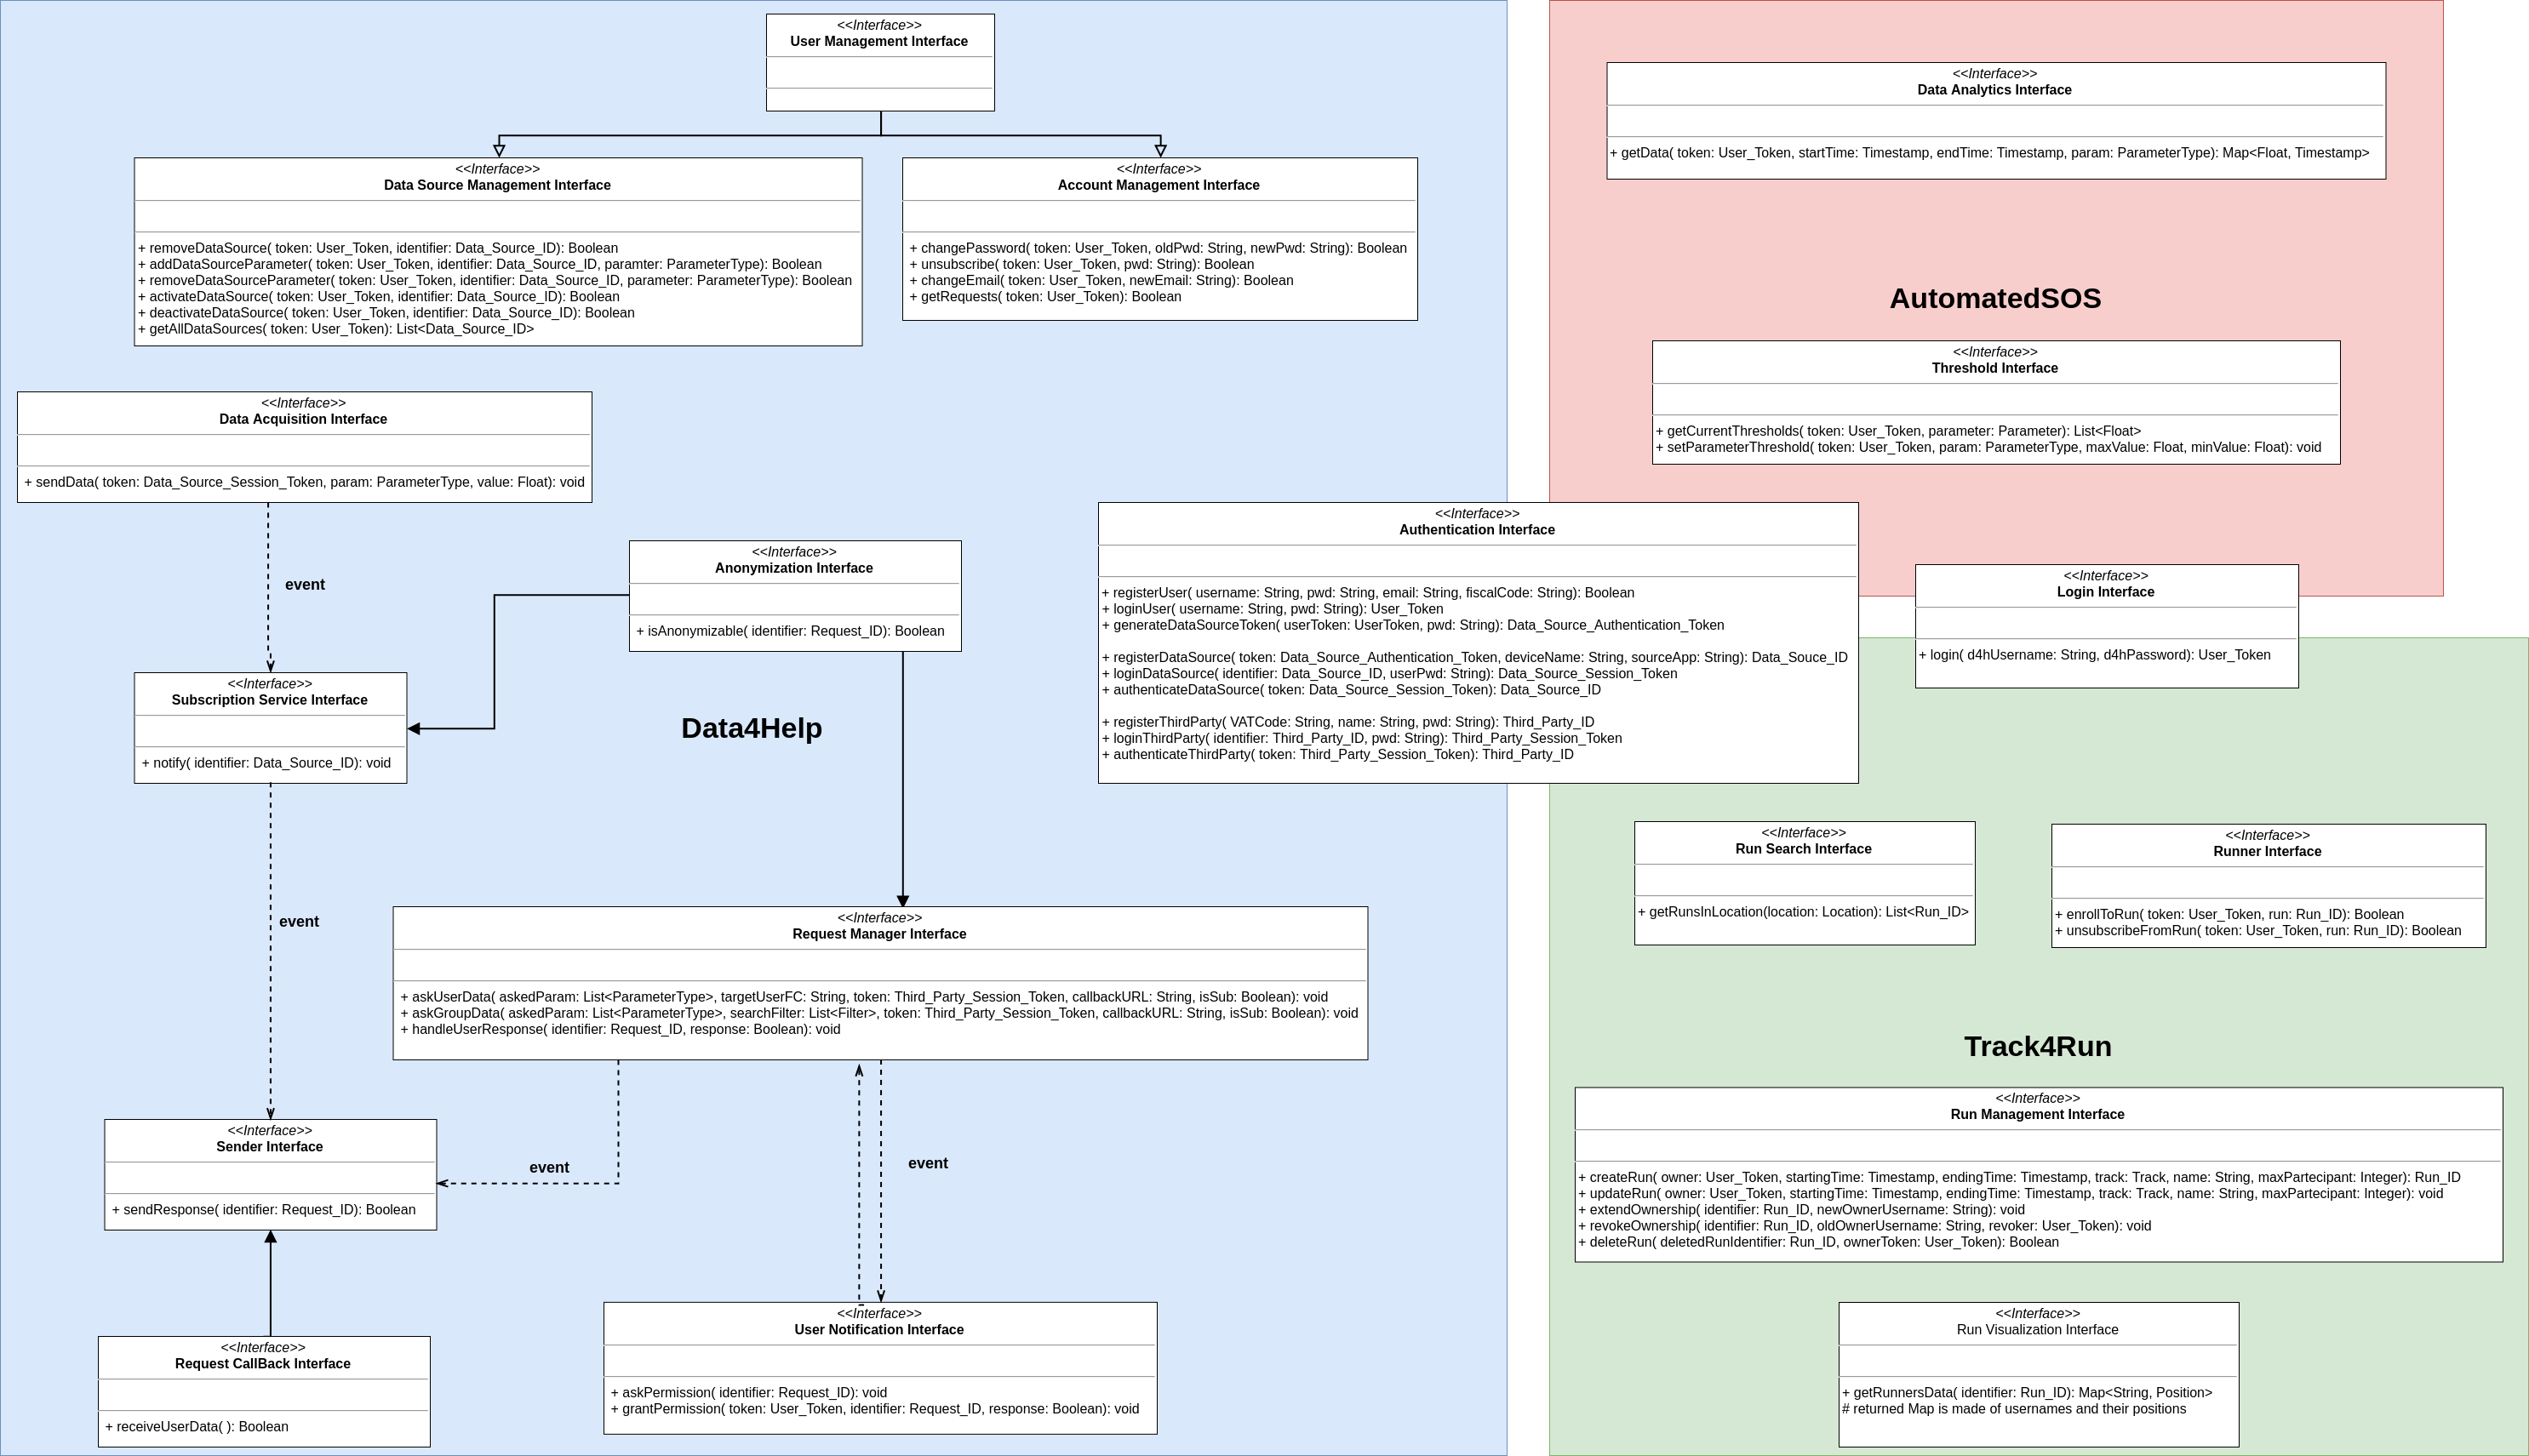 <<Interface>>
User Management Interface
<<Interface>>
Data Source Management Interface
+ removeDataSource( token: User_Token, identifier: Data_Source_ID): Boolean
+ addDataSourceParameter( token: User_Token, identifier: Data_Source_ID, paramter: ParameterType): Boolean
+ removeDataSourceParameter( token: User_Token, identifier: Data_Source_ID, parameter: ParameterType): Boolean
+ activateDataSource( token: User_Token, identifier: Data_Source_ID): Boolean
+ deactivateDataSource( token: User_Token, identifier: Data_Source_ID): Boolean
+ getAllDataSources( token: User_Token): List<Data_Source_ID>
<<Interface>>
Account Management Interface
+ changePassword( token: User_Token, oldPwd: String, newPwd: String): Boolean
+ unsubscribe( token: User_Token, pwd: String): Boolean
+ changeEmail( token: User_Token, newEmail: String): Boolean
+ getRequests( token: User_Token): Boolean
<<Interface>>
Data Acquisition Interface
+ sendData( token: Data_Source_Session_Token, param: ParameterType, value: Float): void
event
<<Interface>>
Anonymization Interface
+ isAnonymizable( identifier: Request_ID): Boolean
<<Interface>>
Subscription Service Interface
+ notify( identifier: Data_Source_ID): void
Data4Help
event
<<Interface>>
Request Manager Interface
+ askUserData( askedParam: List<ParameterType>, targetUserFC: String, token: Third_Party_Session_Token, callbackURL: String, isSub: Boolean): void
+ askGroupData( askedParam: List<ParameterType>, searchFilter: List<Filter>, token: Third_Party_Session_Token, callbackURL: String, isSub: Boolean): void
+ handleUserResponse( identifier: Request_ID, response: Boolean): void
<<Interface>>
Sender Interface
+ sendResponse( identifier: Request_ID): Boolean
event
event
<<Interface>>
Request CallBack Interface
+ receiveUserData( ): Boolean
<<Interface>>
User Notification Interface
+ askPermission( identifier: Request_ID): void
+ grantPermission( token: User_Token, identifier: Request_ID, response: Boolean): void
<<Interface>>
Data Analytics Interface
+ getData( token: User_Token, startTime: Timestamp, endTime: Timestamp, param: ParameterType): Map<Float, Timestamp>
AutomatedSOS
<<Interface>>
Threshold Interface
+ getCurrentThresholds( token: User_Token, parameter: Parameter): List<Float>
+ setParameterThreshold( token: User_Token, param: ParameterType, maxValue: Float, minValue: Float): void
<<Interface>>
Authentication Interface
+ registerUser( username: String, pwd: String, email: String, fiscalCode: String): Boolean
+ loginUser( username: String, pwd: String): User_Token
+ generateDataSourceToken( userToken: UserToken, pwd: String): Data_Source_Authentication_Token
+ registerDataSource( token: Data_Source_Authentication_Token, deviceName: String, sourceApp: String): Data_Souce_ID
+ loginDataSource( identifier: Data_Source_ID, userPwd: String): Data_Source_Session_Token
+ authenticateDataSource( token: Data_Source_Session_Token): Data_Source_ID
+ registerThirdParty( VATCode: String, name: String, pwd: String): Third_Party_ID
+ loginThirdParty( identifier: Third_Party_ID, pwd: String): Third_Party_Session_Token
+ authenticateThirdParty( token: Third_Party_Session_Token): Third_Party_ID
<<Interface>>
Login Interface
+ login( d4hUsername: String, d4hPassword): User_Token
<<Interface>>
Run Search Interface
+ getRunsInLocation(location: Location): List<Run_ID>
<<Interface>>
Runner Interface
+ enrollToRun( token: User_Token, run: Run_ID): Boolean
+ unsubscribeFromRun( token: User_Token, run: Run_ID): Boolean
Track4Run
<<Interface>>
Run Management Interface
+ createRun( owner: User_Token, startingTime: Timestamp, endingTime: Timestamp, track: Track, name: String, maxPartecipant: Integer): Run_ID
+ updateRun( owner: User_Token, startingTime: Timestamp, endingTime: Timestamp, track: Track, name: String, maxPartecipant: Integer): void
+ extendOwnership( identifier: Run_ID, newOwnerUsername: String): void
+ revokeOwnership( identifier: Run_ID, oldOwnerUsername: String, revoker: User_Token): void
+ deleteRun( deletedRunIdentifier: Run_ID, ownerToken: User_Token): Boolean
<<Interface>>
Run Visualization Interface
+ getRunnersData( identifier: Run_ID): Map<String, Position>
# returned Map is made of usernames and their positions